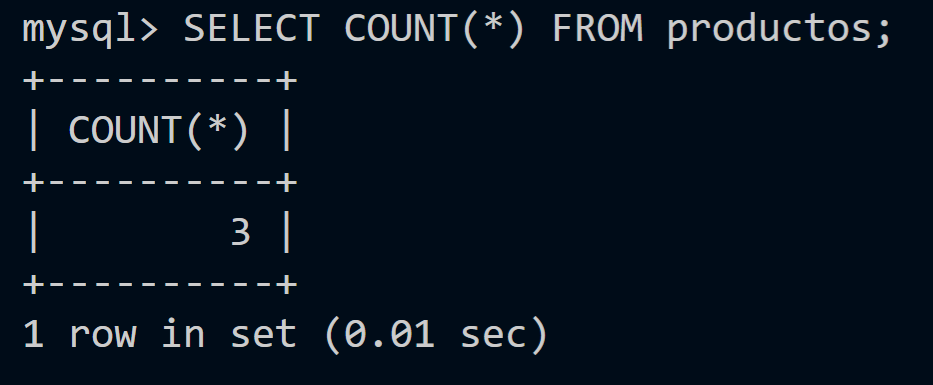 mysql> SELECT COUNT(*) FROM productos;
+----------+
| COUNT(*) |
+----------+
|        3 |
+----------+
1 row in set (0.01 sec)